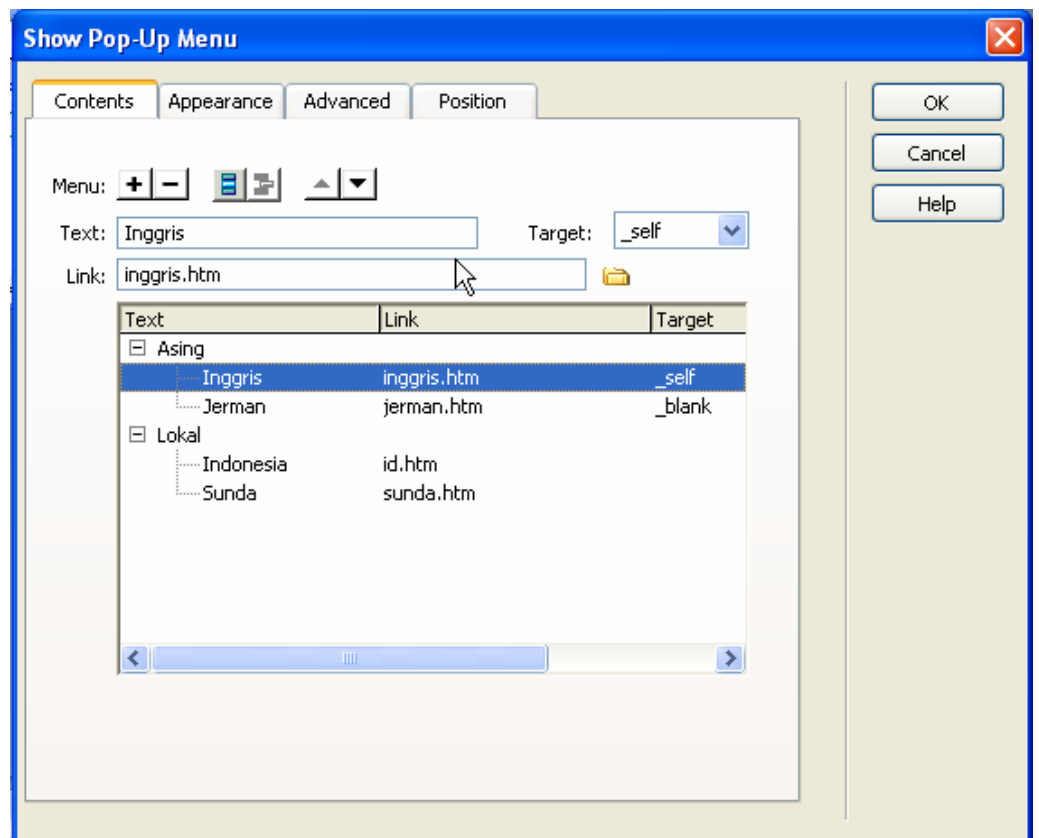 Show Pop-Up Menu
Contents Appearance Advanced Position
OK
Cancel
Help
Menu:
Text: Inggris Target: _self
Link: inggris.htm
Text Link Target
Asing
Inggris inggris.htm _self
Jerman jerman.htm _blank
Lokal
Indonesia id.htm
Sunda sunda.htm